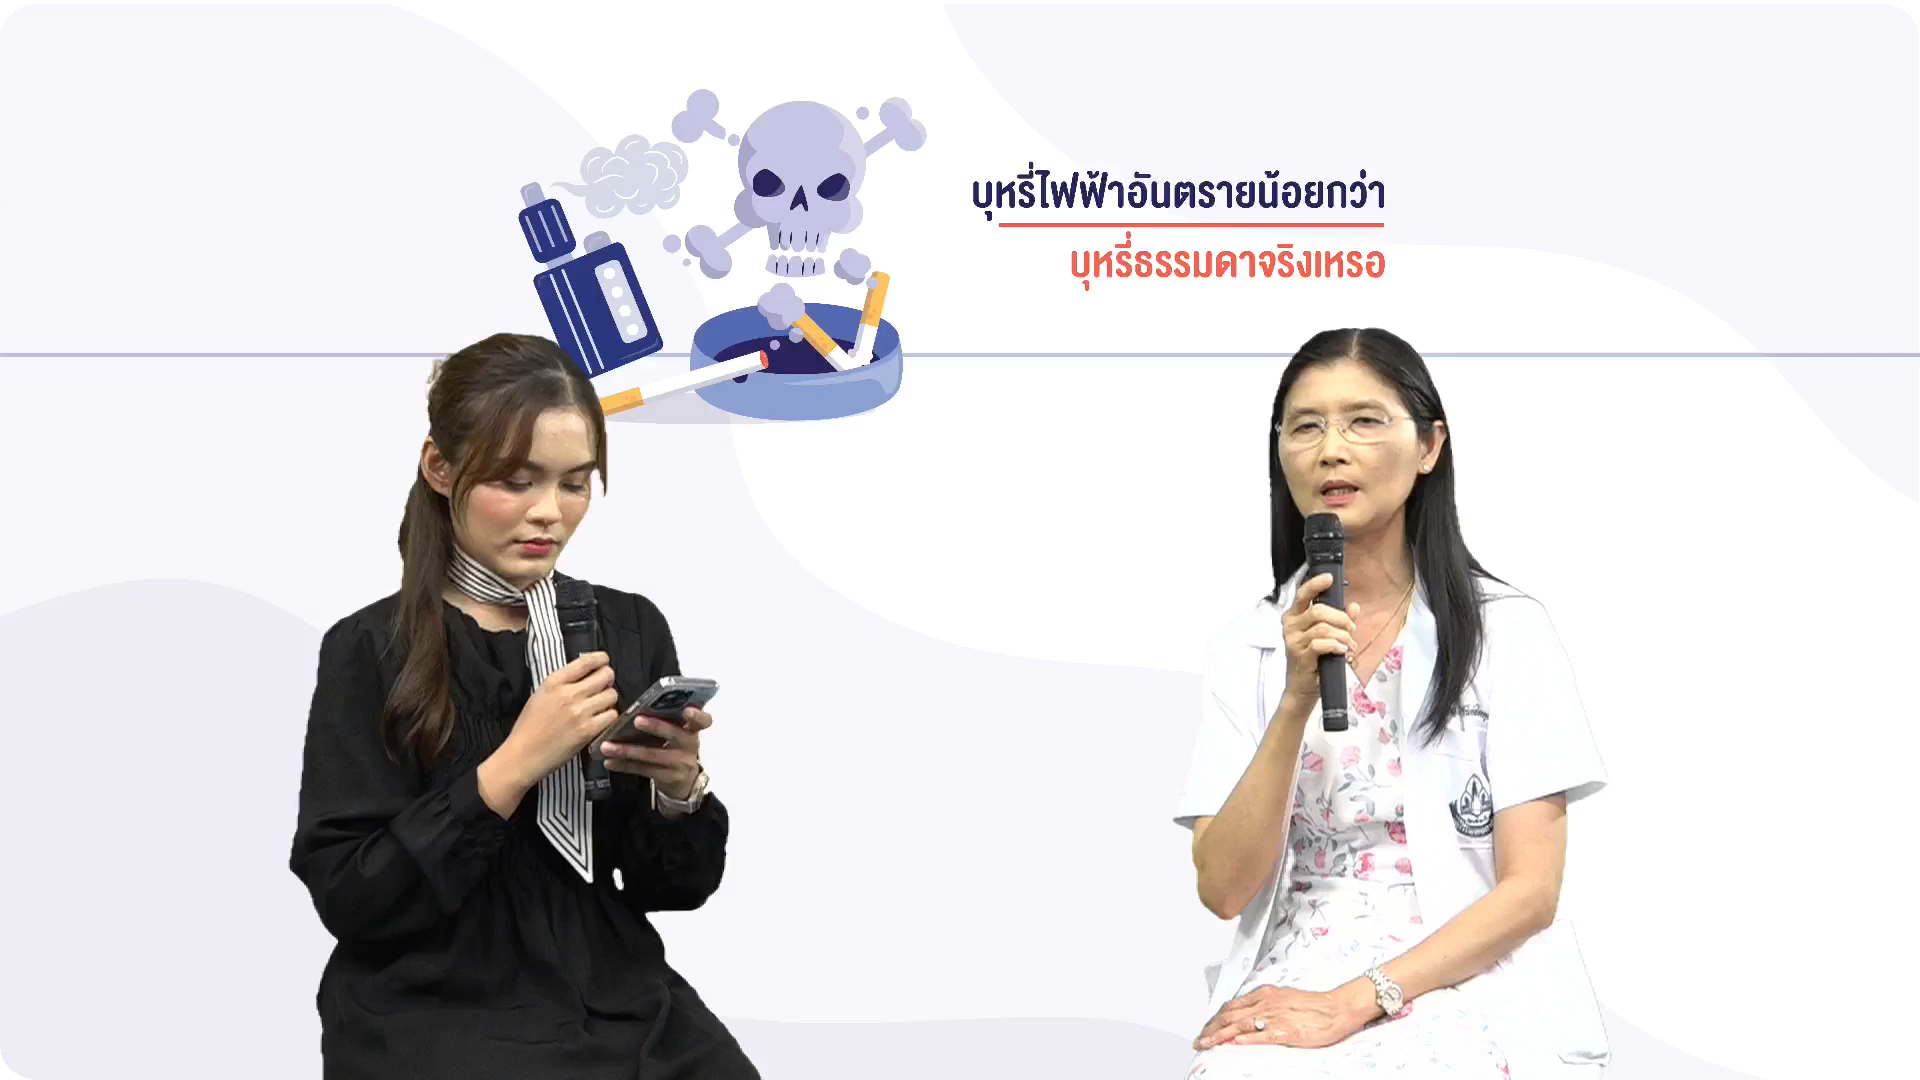 บุหรี่ไฟฟ้าอันตรายน้อยกว่า
บุหรี่ธรรมดาจริงเหรอ